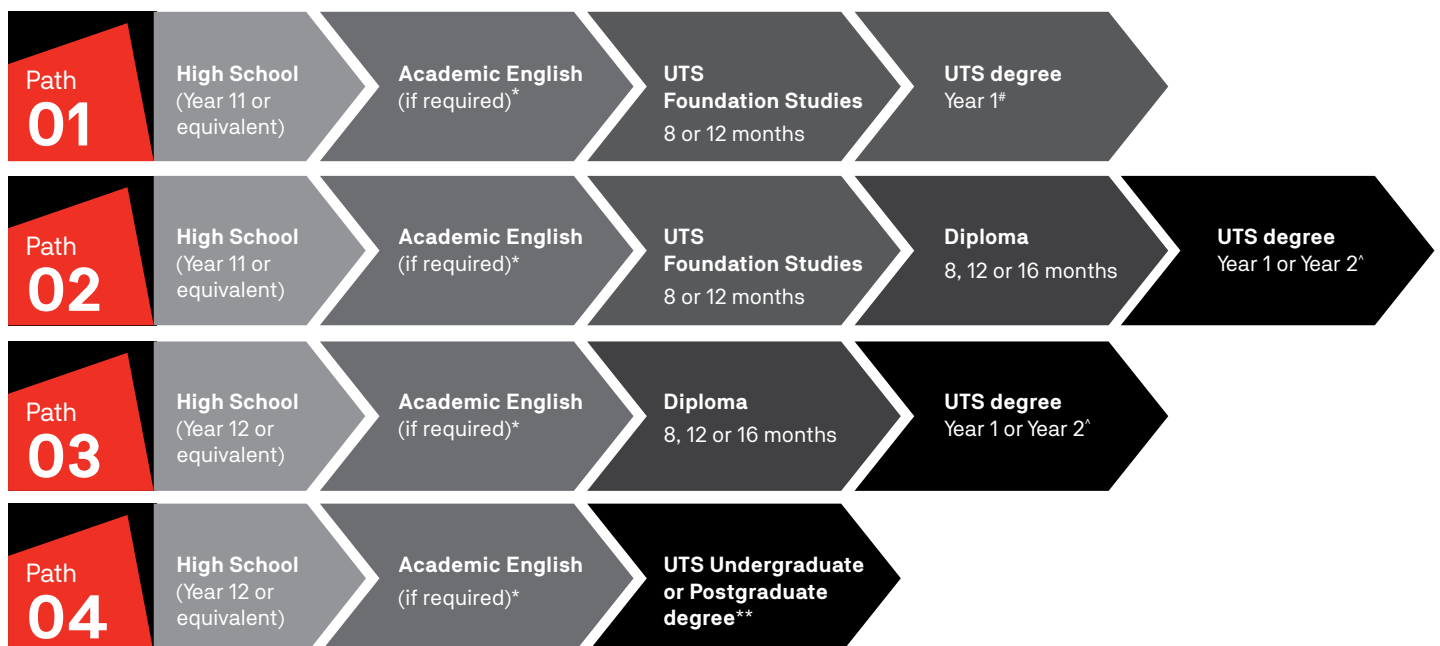 Path
01
High School
(Year 11 or
equivalent)
Academic English
(if required)*
UTS
Foundation Studies
8 or 12 months
UTS degree
Year 1#
Path
02
High School
(Year 11 or
equivalent)
Academic English
(if required)*
UTS
Foundation Studies
8 or 12 months
Diploma
8, 12 or 16 months
UTS degree
Year 1 or Year 2^
Path
03
High School
(Year 12 or
equivalent)
Academic English
(if required)*
Diploma
8, 12 or 16 months
UTS degree
Year 1 or Year 2^
Path
04
High School
(Year 12 or
equivalent)
Academic English
(if required)*
UTS Undergraduate
or Postgraduate
degree**